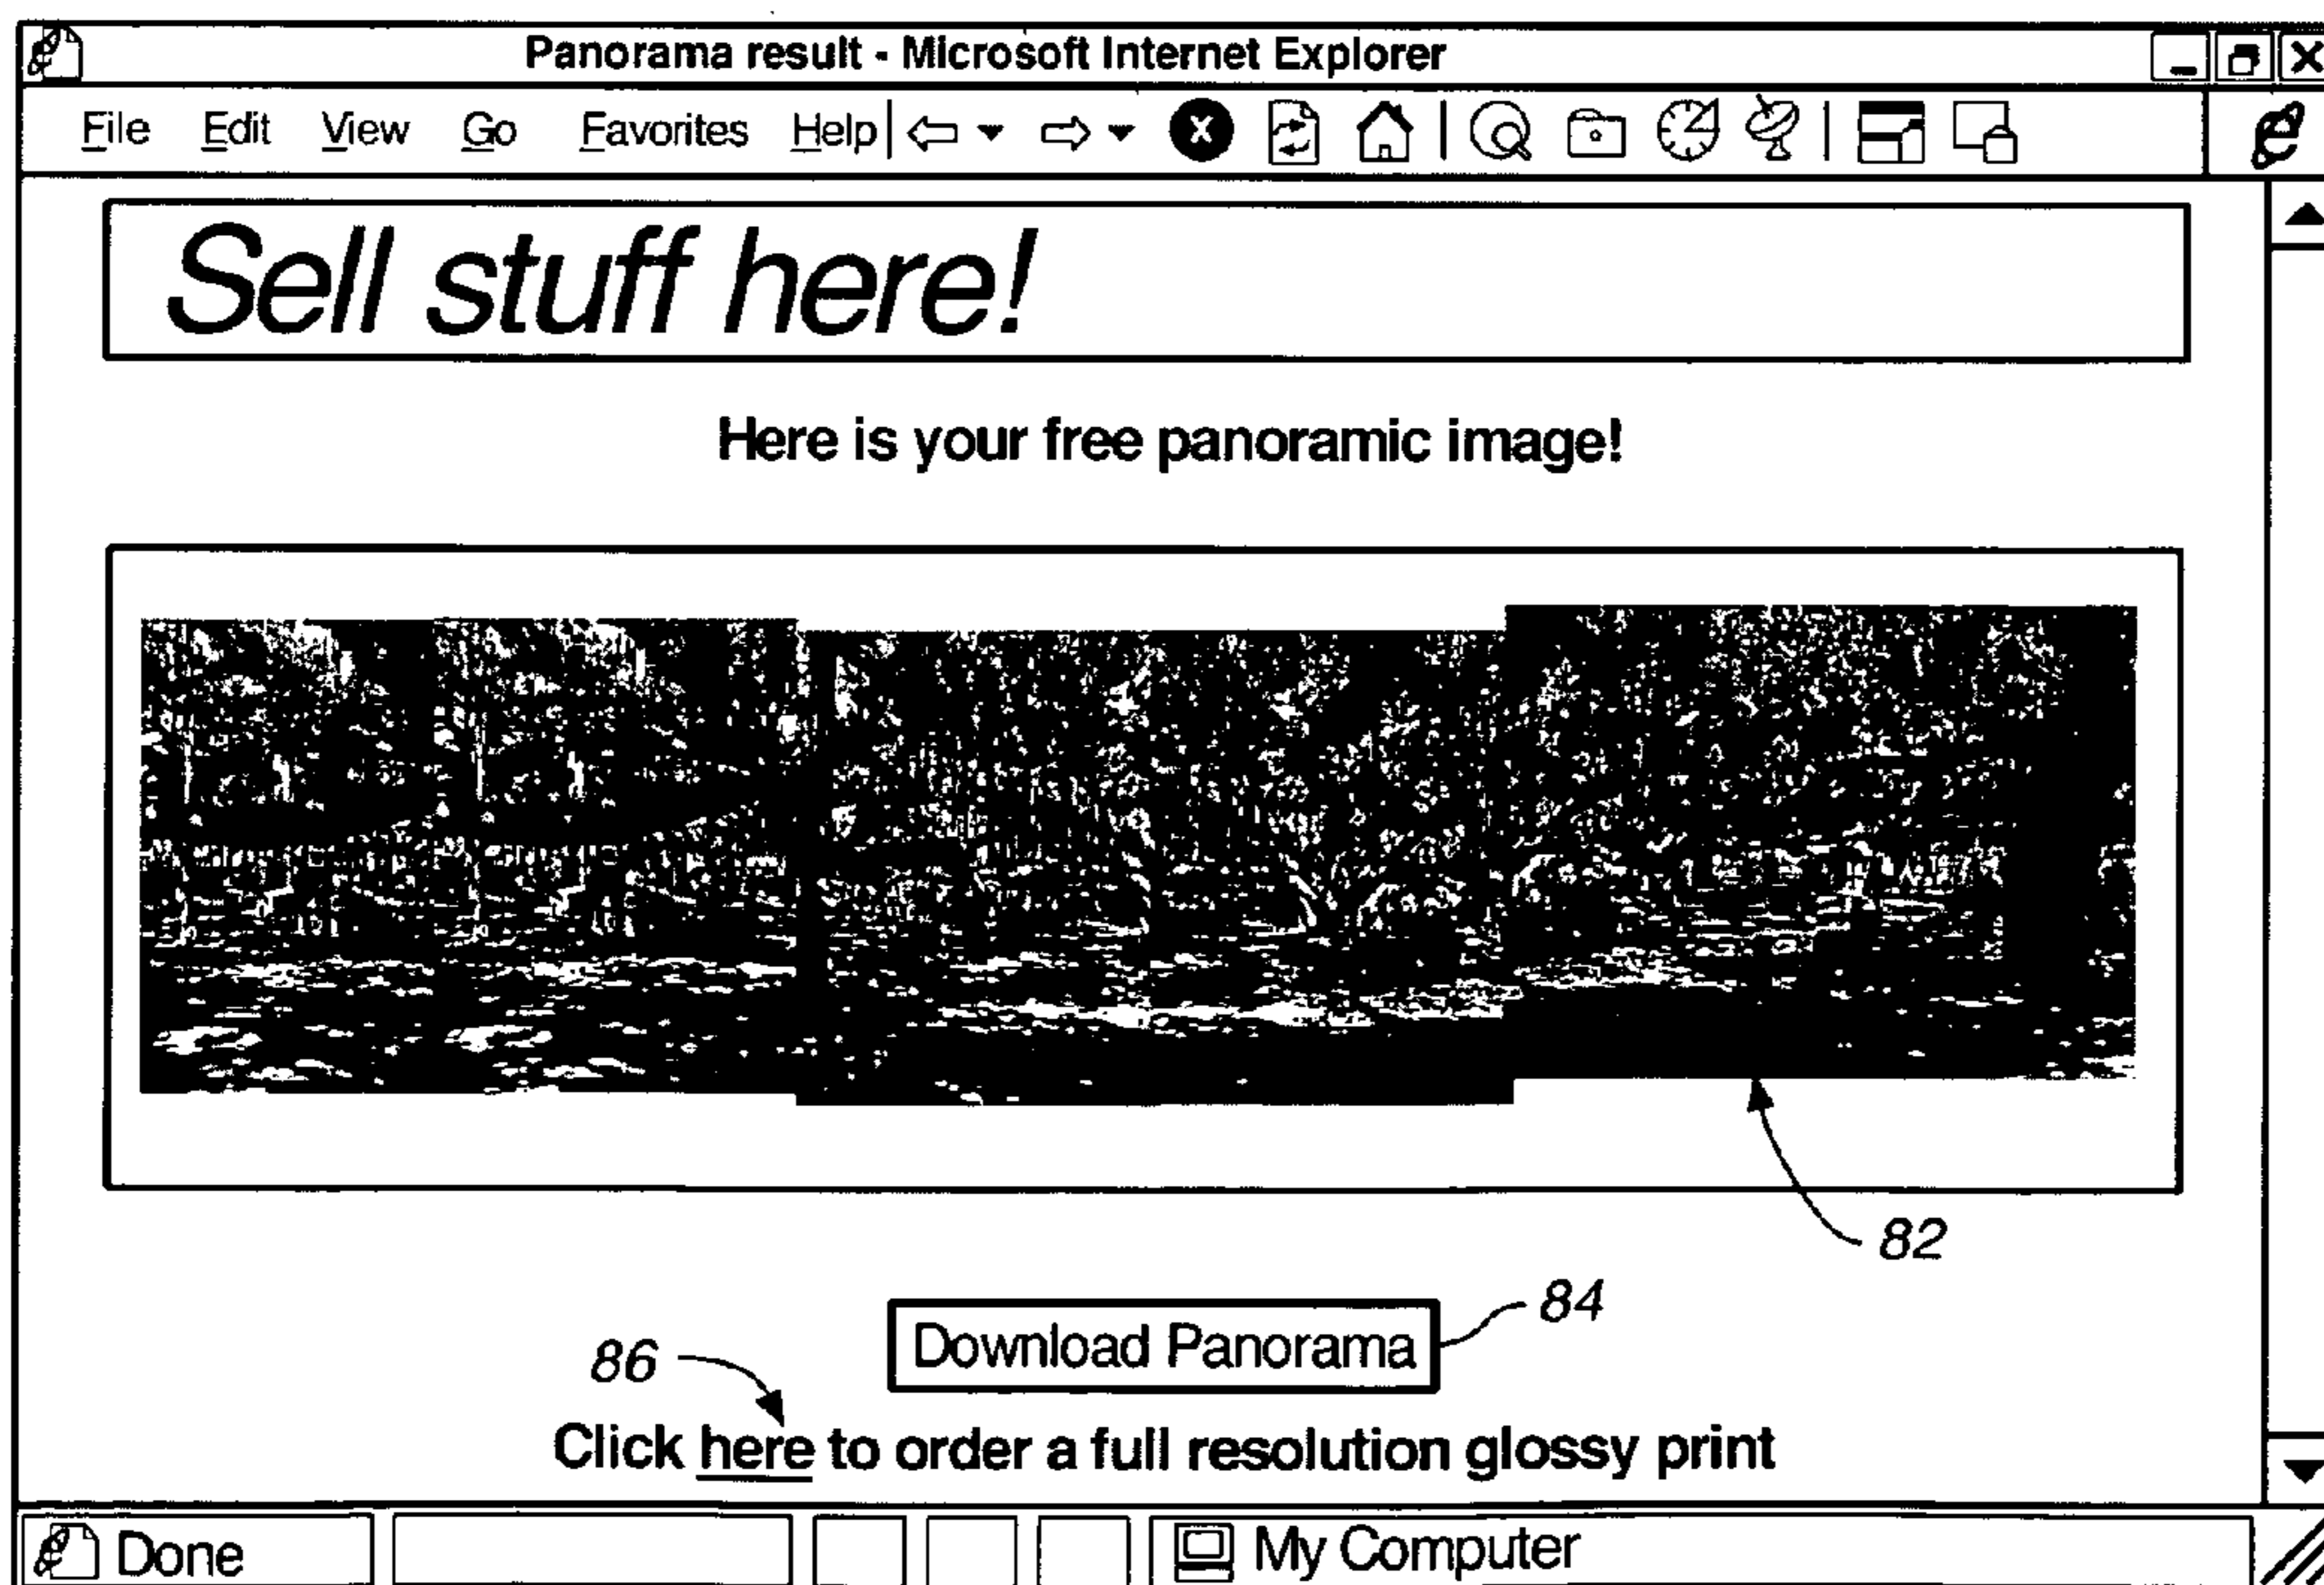 Panorama result - Microsoft Internet Explorer
File Edit View Go Favorites Help
Sell stuff here!
Here is your free panoramic image!
82
84
Download Panorama
86
Click here to order a full resolution glossy print
Done
My Computer